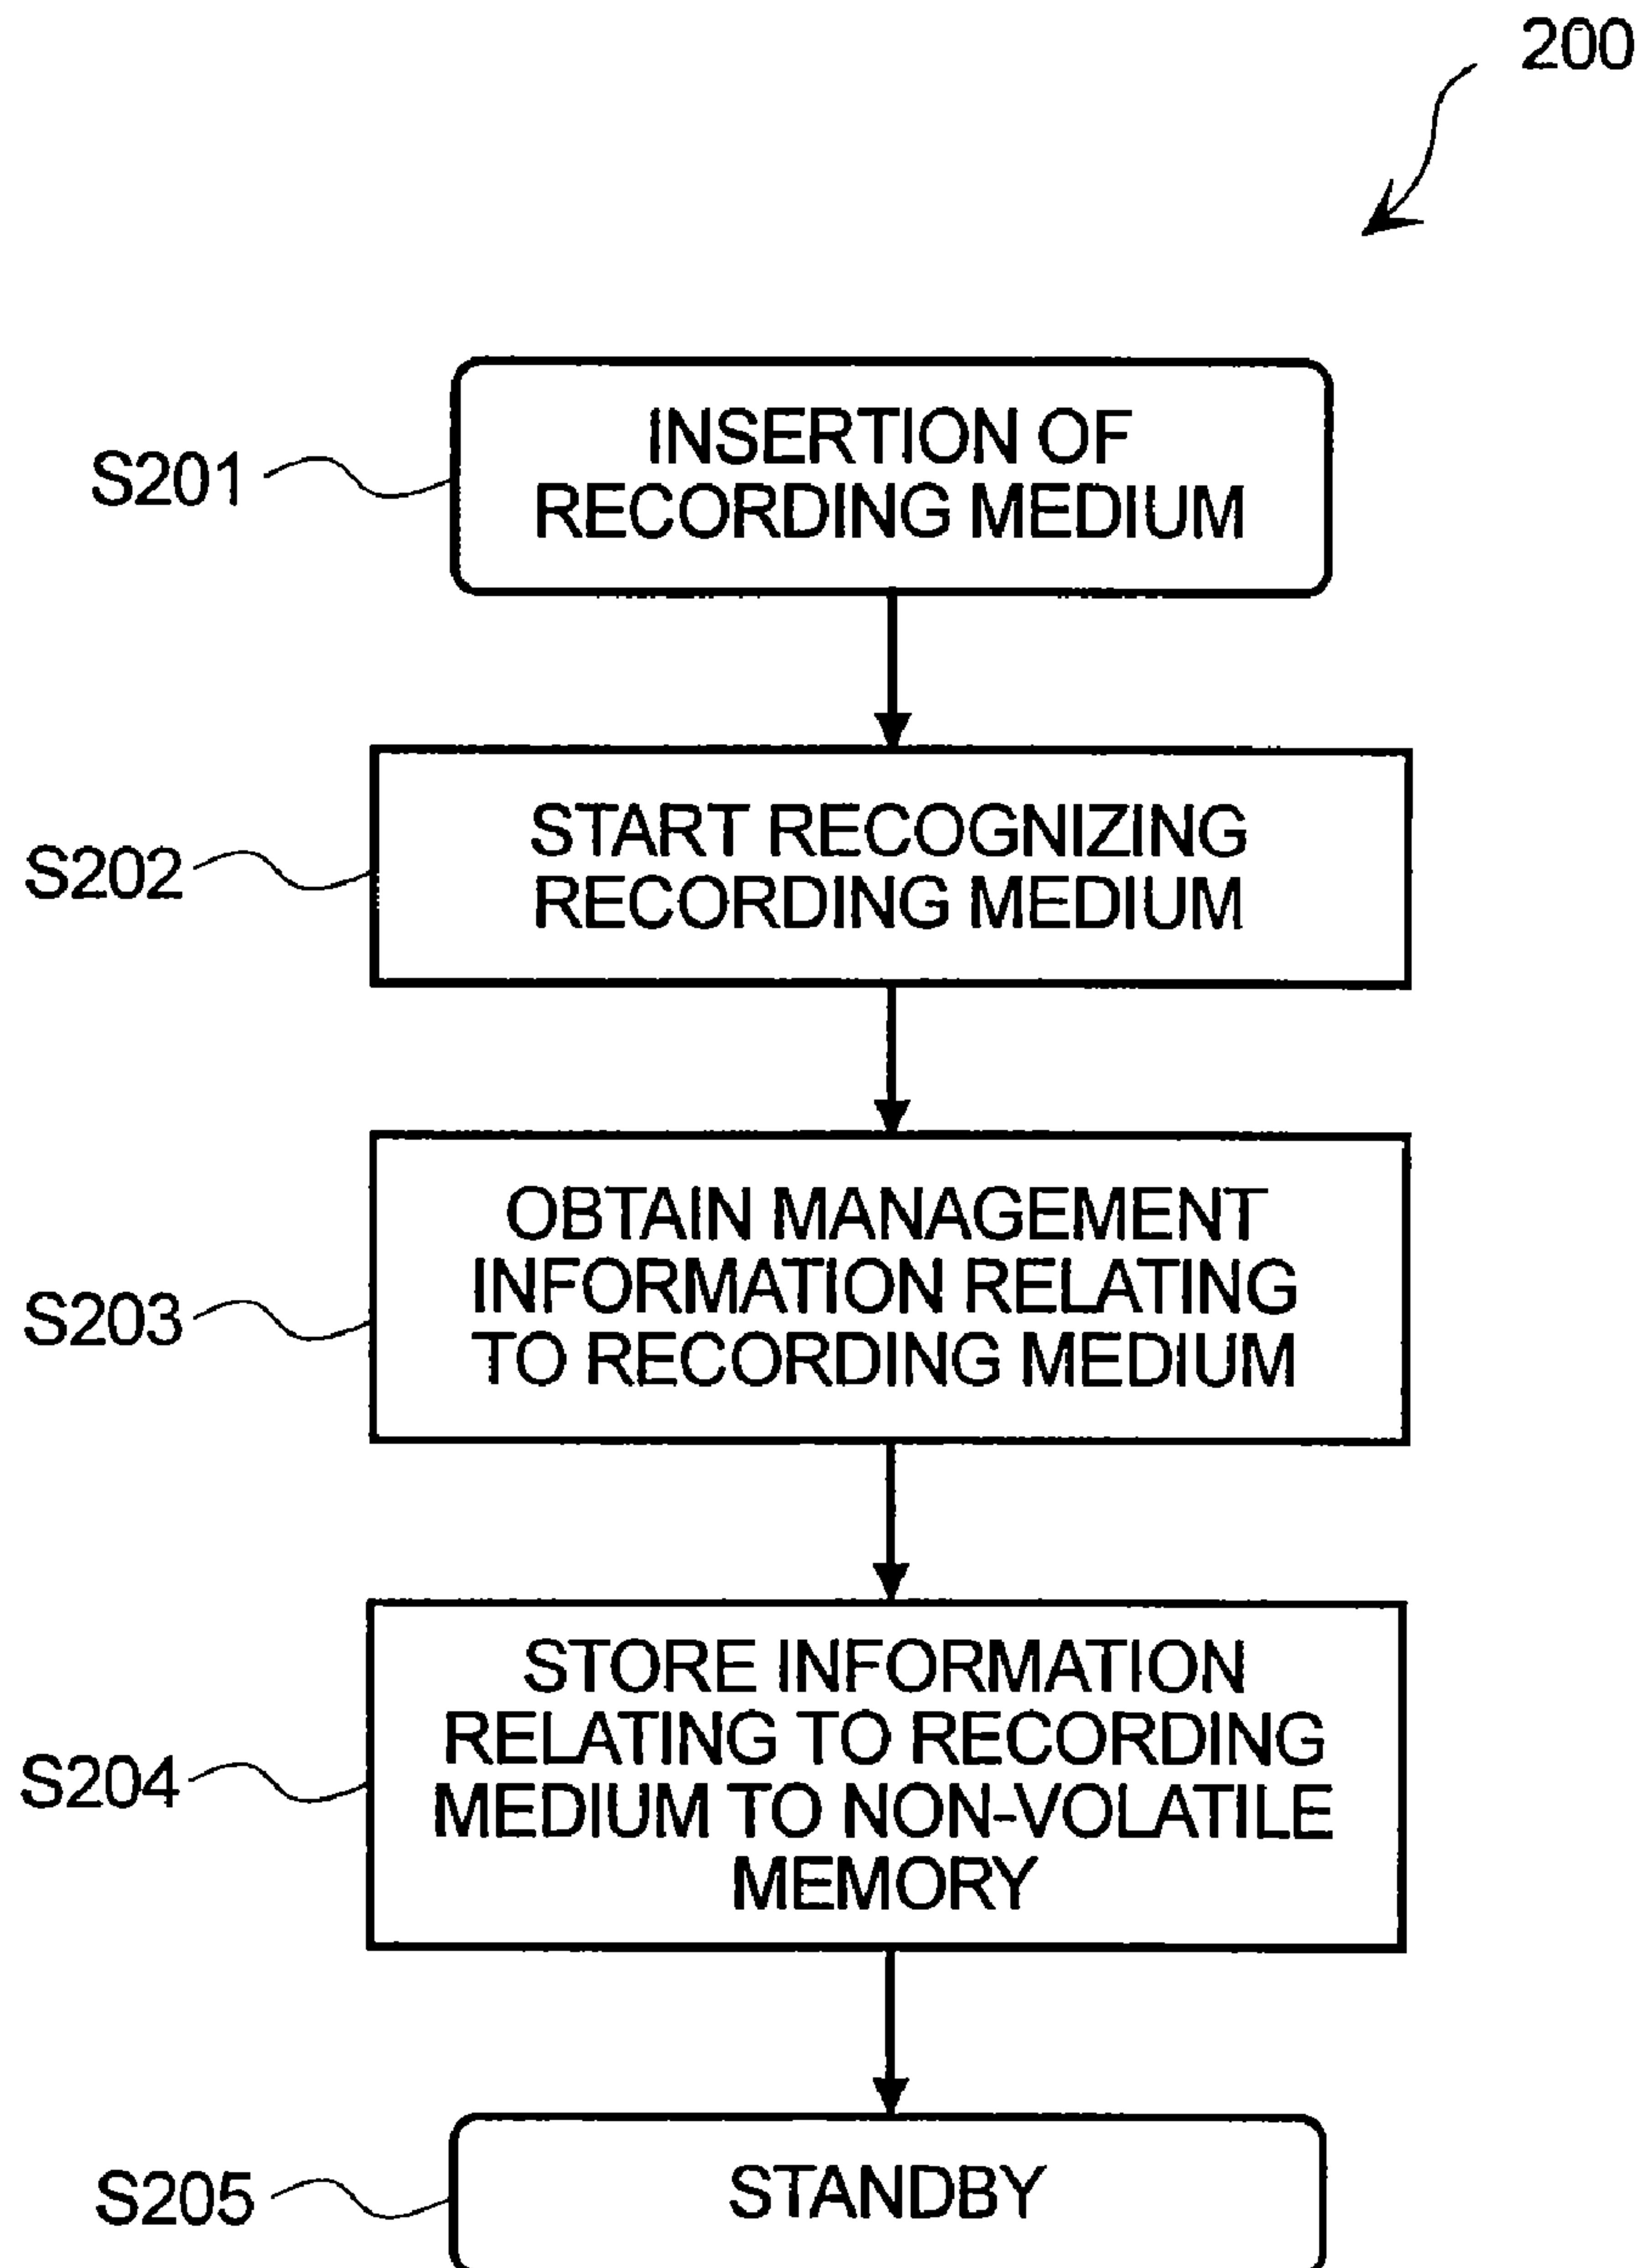 200
S201
INSERTION OF
RECORDING MEDIUM
S202
START RECOGNIZING
RECORDING MEDIUM
S203
OBTAIN MANAGEMENT
INFORMATION RELATING
TO RECORDING MEDIUM
S204
STORE INFORMATION
RELATING TO RECORDING
MEDIUM TO NON-VOLATILE
MEMORY
S205
STANDBY